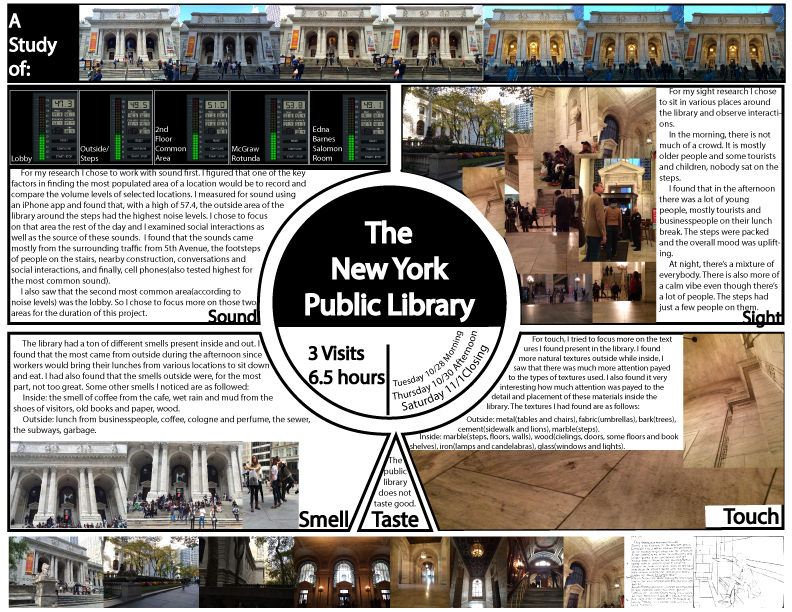 A
Study
of:
47.3
49.5
51.0
53.8
49.1
Lobby
Outside/
Steps
2nd
Floor
Common
Area
McGraw
Rotunda
Edna
Barnes
Salomon
Room
For my research I chose to work with sound first. I figured that one of the key
factors in finding the most populated area of a location would be to record and
compare the volume levels of selected locations. I measured for sound using
an iPhone app and found that, with a high of 57.4, the outside area of the
library around the steps had the highest noise levels. I chose to focus
on that area the rest of the day and I examined social interactions as
well as the source of these sounds. I found that the sounds came
mostly from the surrounding traffic from 5th Avenue, the footsteps
of people on the stairs, nearby construction, conversations and
social interactions, and finally, cell phones(also tested highest for
the most common sound).
I also saw that the second most common area(according to
noise levels) was the lobby. So I chose to focus more on those two
areas for the duration of this project.
Sound
For my sight research I chose
to sit in various places around
the library and observe interacti-
ons.
In the morning, there is not
much of a crowd. It is mostly
older people and some tourists
and children, nobody sat on the
steps.
I found that in the afternoon
there was a lot of young
people, mostly tourists and
businesspeople on their lunch
break. The steps were packed
and the overall mood was uplift-
ing.
At night, there's a mixture of
everybody. There is also more of
a calm vibe even though there's
a lot of people. The steps had
just a few people on them.
Sight
The
New York
Public Library
3 Visits
6.5 hours
Tuesday 10/28 Morning
Thursday 10/30 Afternoon
Saturday 11/1 Closing
The library had a ton of different smells present inside and out. I
found that the most came from outside during the afternoon since
workers would bring their lunches from various locations to sit down
and eat. I had also found that the smells outside were, for the most
part, not too great. Some other smells I noticed are as followed:
Inside: the smell of coffee from the cafe, wet rain and mud from the
shoes of visitors, old books and paper, wood.
Outside: lunch from businesspeople, coffee, cologne and perfume, the sewer,
the subways, garbage.
Smell
The
public
library
does not
taste good.
Taste
For touch, I tried to focus more on the text
ures I found present in the library. I found
more natural textures outside while inside, I
saw that there was much more attention payed
to the types of textures used. I also found it very
interesting how much attention was payed to the
detail and placement of these materials inside the
library. The textures I had found are as follows:
Outside: metal(tables and chairs), fabric(umbrellas), bark(trees),
cement(sidewalk and lions), marble(steps).
Inside: marble(steps, floors, walls), wood(cielings, doors, some floors and book
shelves), iron(lamps and candelabras), glass(windows and lights).
Touch